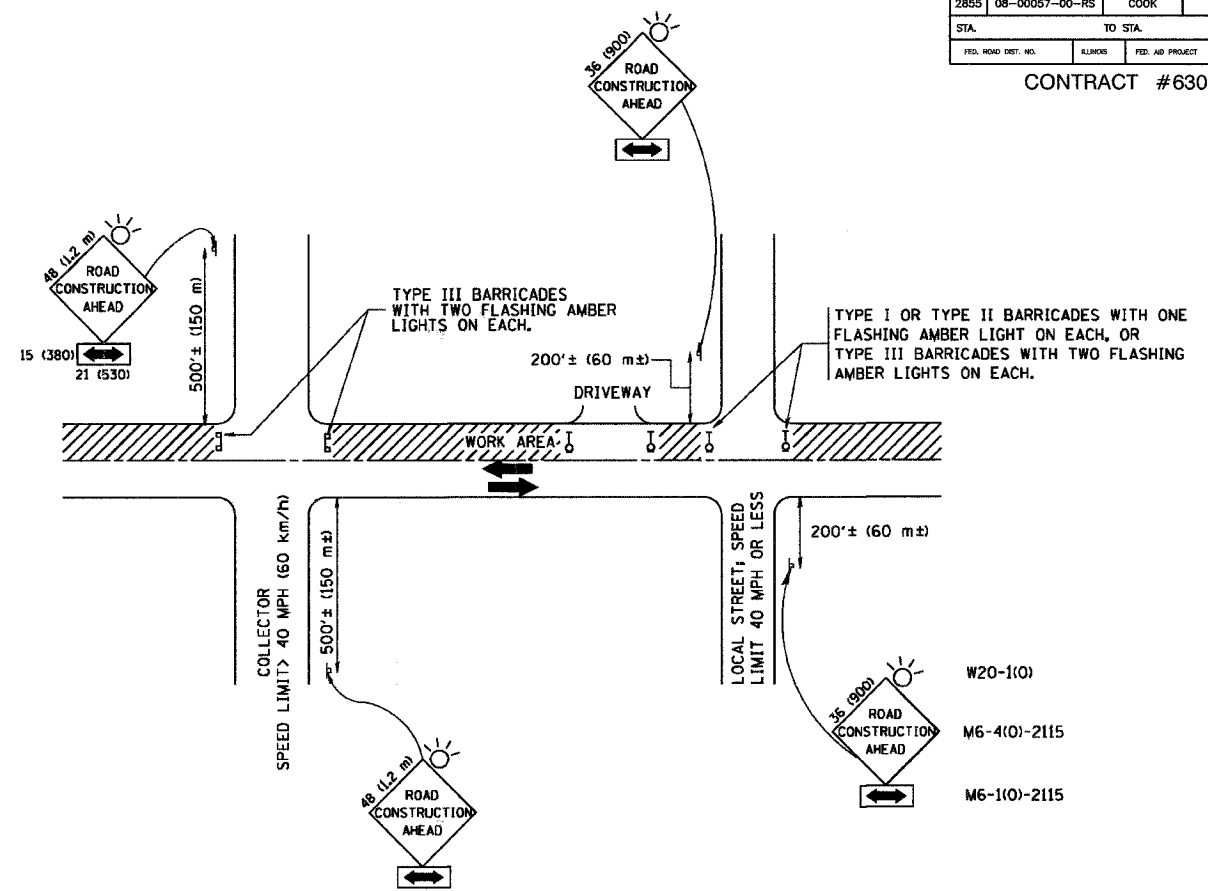 2855 08-00057-00-RS COOK
STA. TO STA.
FED. ROAD DIST. NO. ILLINOIS FED. AID PROJECT
CONTRACT #630
36 (900)
ROAD
CONSTRUCTION
AHEAD
48 (1.2 m)
ROAD
CONSTRUCTION
AHEAD
15 (380)
21 (530)
500'± (150 m)
TYPE III BARRICADES
WITH TWO FLASHING AMBER
LIGHTS ON EACH.
200'± (60 m±)
DRIVEWAY
TYPE I OR TYPE II BARRICADES WITH ONE
FLASHING AMBER LIGHT ON EACH, OR
TYPE III BARRICADES WITH TWO FLASHING
AMBER LIGHTS ON EACH.
WORK AREA
COLLECTOR
SPEED LIMIT> 40 MPH (60 km/h)
500'± (150 m±)
LOCAL STREET; SPEED
LIMIT 40 MPH OR LESS
200'± (60 m±)
48 (1.2 m)
ROAD
CONSTRUCTION
AHEAD
36 (900)
ROAD
CONSTRUCTION
AHEAD
W20-1(O)
M6-4(O)-2115
M6-1(O)-2115